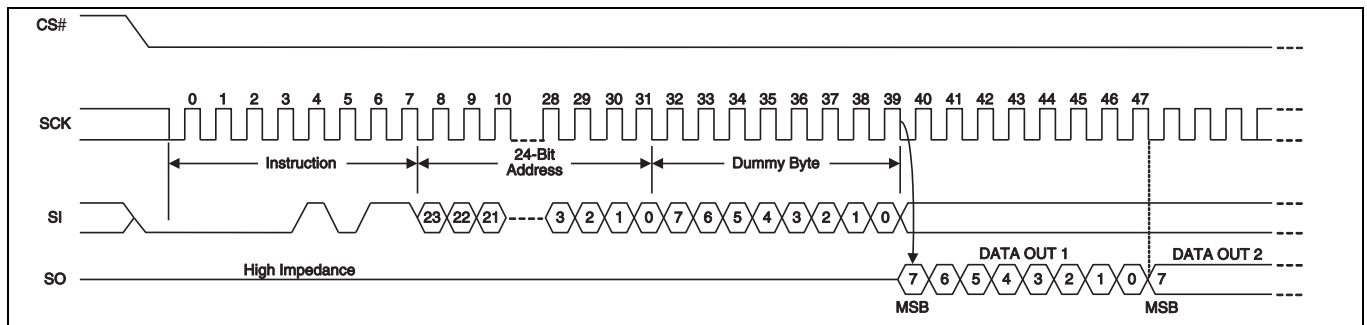 CS#
0 1 2 3 4 5 6 7 8 9 10 28 29 30 31 32 33 34 35 36 37 38 39 40 41 42 43 44 45 46 47
SCK
Instruction
24-Bit
Address
Dummy Byte
SI
23 22 21 3 2 1 0 7 6 5 4 3 2 1 0
DATA OUT 1
DATA OUT 2
High Impedance
SO
7 6 5 4 3 2 1 0 7
MSB
MSB